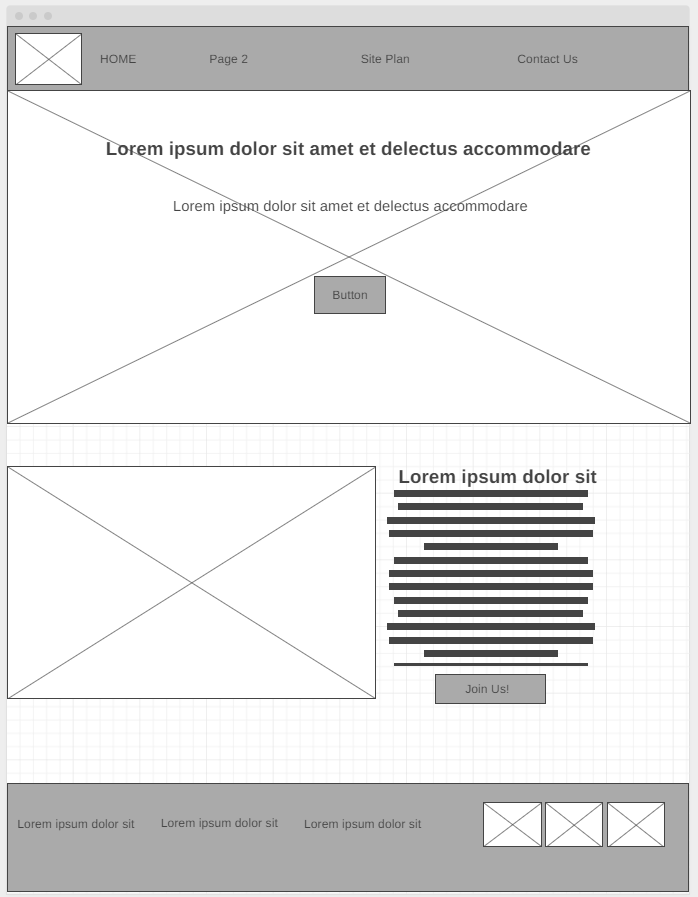 HOME Page 2 Site Plan Contact Us
Lorem ipsum dolor sit amet et delectus accommodare
Lorem ipsum dolor sit amet et delectus accommodare
Button
Lorem ipsum dolor sit
Join Us!
Lorem ipsum dolor sit Lorem ipsum dolor sit Lorem ipsum dolor sit